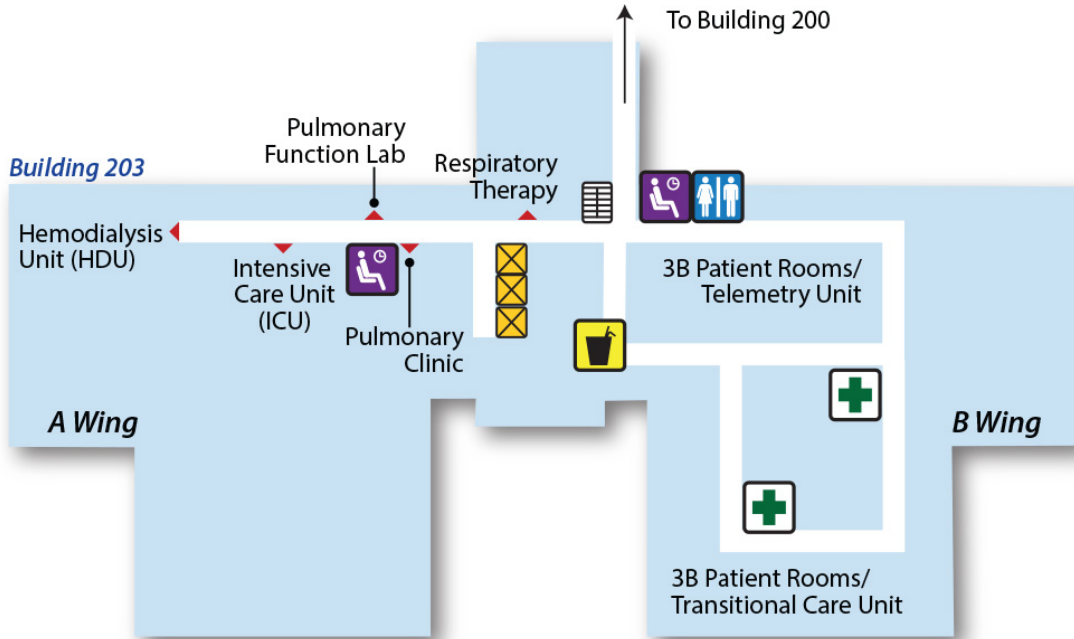 To Building 200
Pulmonary
Function Lab
Building 203
Respiratory
Therapy
Hemodialysis
Unit (HDU)
Intensive
Care Unit
(ICU)
3B Patient Rooms/
Telemetry Unit
Pulmonary
Clinic
A Wing
B Wing
3B Patient Rooms/
Transitional Care Unit